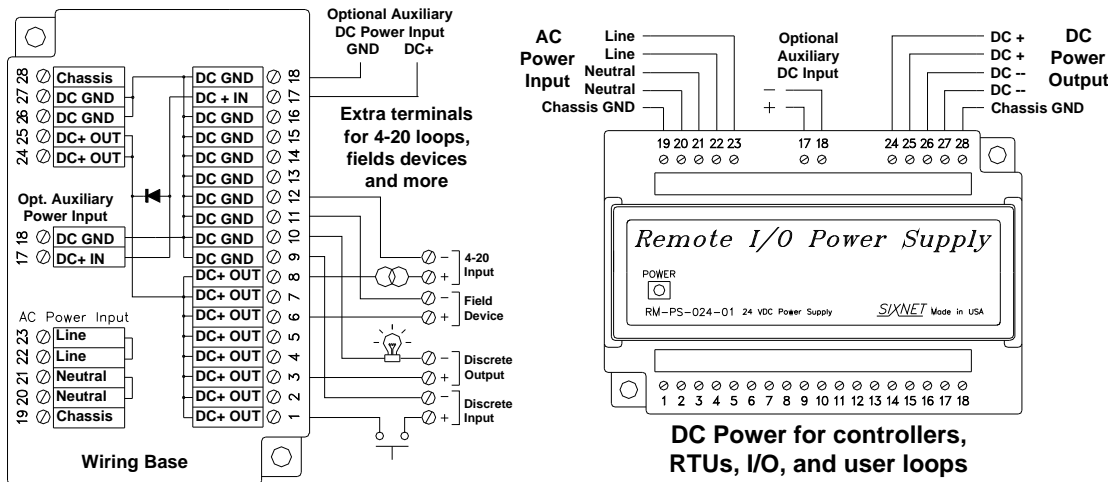 Optional Auxiliary
DC Power Input
GND DC+
28 Chassis
27 DC GND
26 DC GND
25 DC+ OUT
24 DC+ OUT
Opt. Auxiliary
Power Input
18 DC GND
17 DC+ IN
AC Power Input
23 Line
22 Line
21 Neutral
20 Neutral
19 Chassis
DC GND 18
DC + IN 17
DC GND 16
DC GND 15
DC GND 14
DC GND 13
DC GND 12
DC GND 11
DC GND 10
DC GND 9
DC+ OUT 8
DC+ OUT 7
DC+ OUT 6
DC+ OUT 5
DC+ OUT 4
DC+ OUT 3
DC+ OUT 2
DC+ OUT 1
Wiring Base
Extra terminals
for 4-20 loops,
fields devices
and more
− 4-20
+ Input
− Field
+ Device
− Discrete
+ Output
− Discrete
+ Input
AC
Power
Input
Line
Line
Neutral
Neutral
Chassis GND
Optional
Auxiliary
DC Input
−
+
DC +
DC +
DC --
DC --
Chassis GND
DC
Power
Output
19 20 21 22 23 17 18 24 25 26 27 28
Remote I/O Power Supply
POWER
RM-PS-024-01 24 VDC Power Supply SIXNET Made in USA
1 2 3 4 5 6 7 8 9 10 11 12 13 14 15 16 17 18
DC Power for controllers,
RTUs, I/O, and user loops